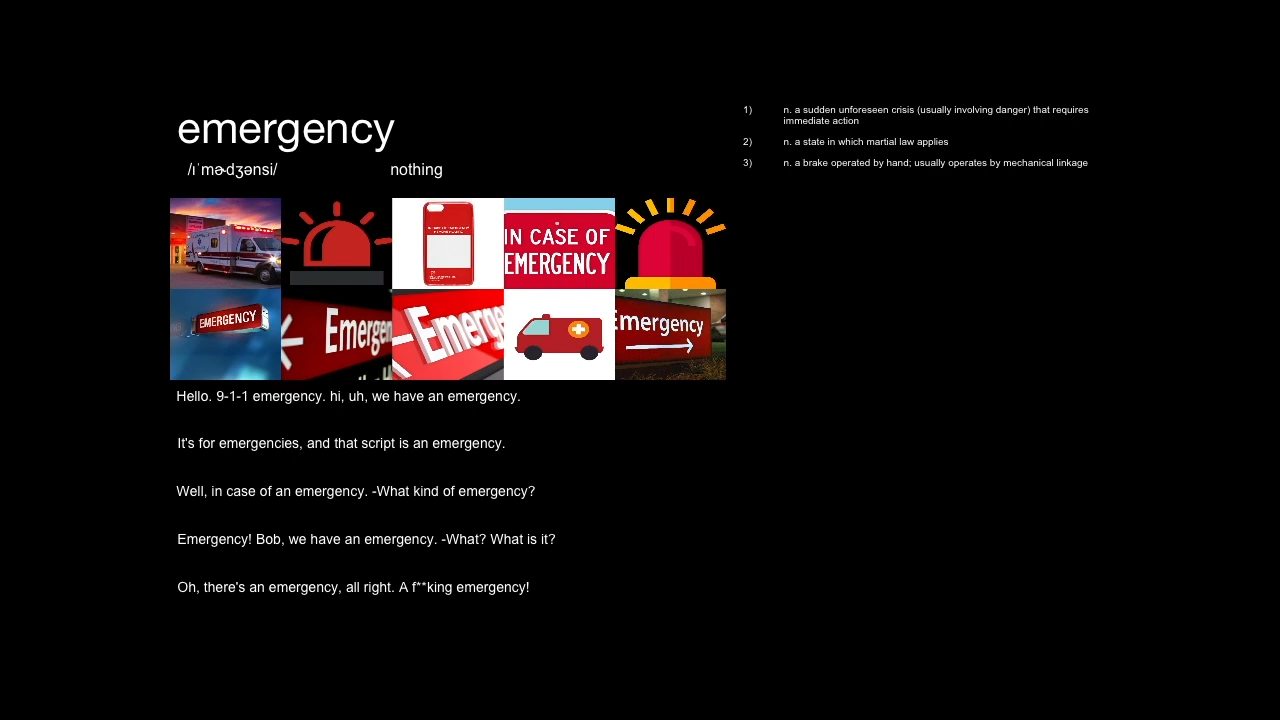 emergency
/ɪˈmɚdʒənsi/ nothing
1) n. a sudden unforeseen crisis (usually involving danger) that requires
immediate action
2) n. a state in which martial law applies
3) n. a brake operated by hand; usually operates by mechanical linkage
IN CASE OF
EMERGENCY
EMERGENCY
Emergen
Emerge
Emergency
Hello. 9-1-1 emergency. hi, uh, we have an emergency.
It's for emergencies, and that script is an emergency.
Well, in case of an emergency. -What kind of emergency?
Emergency! Bob, we have an emergency. -What? What is it?
Oh, there's an emergency, all right. A f**king emergency!